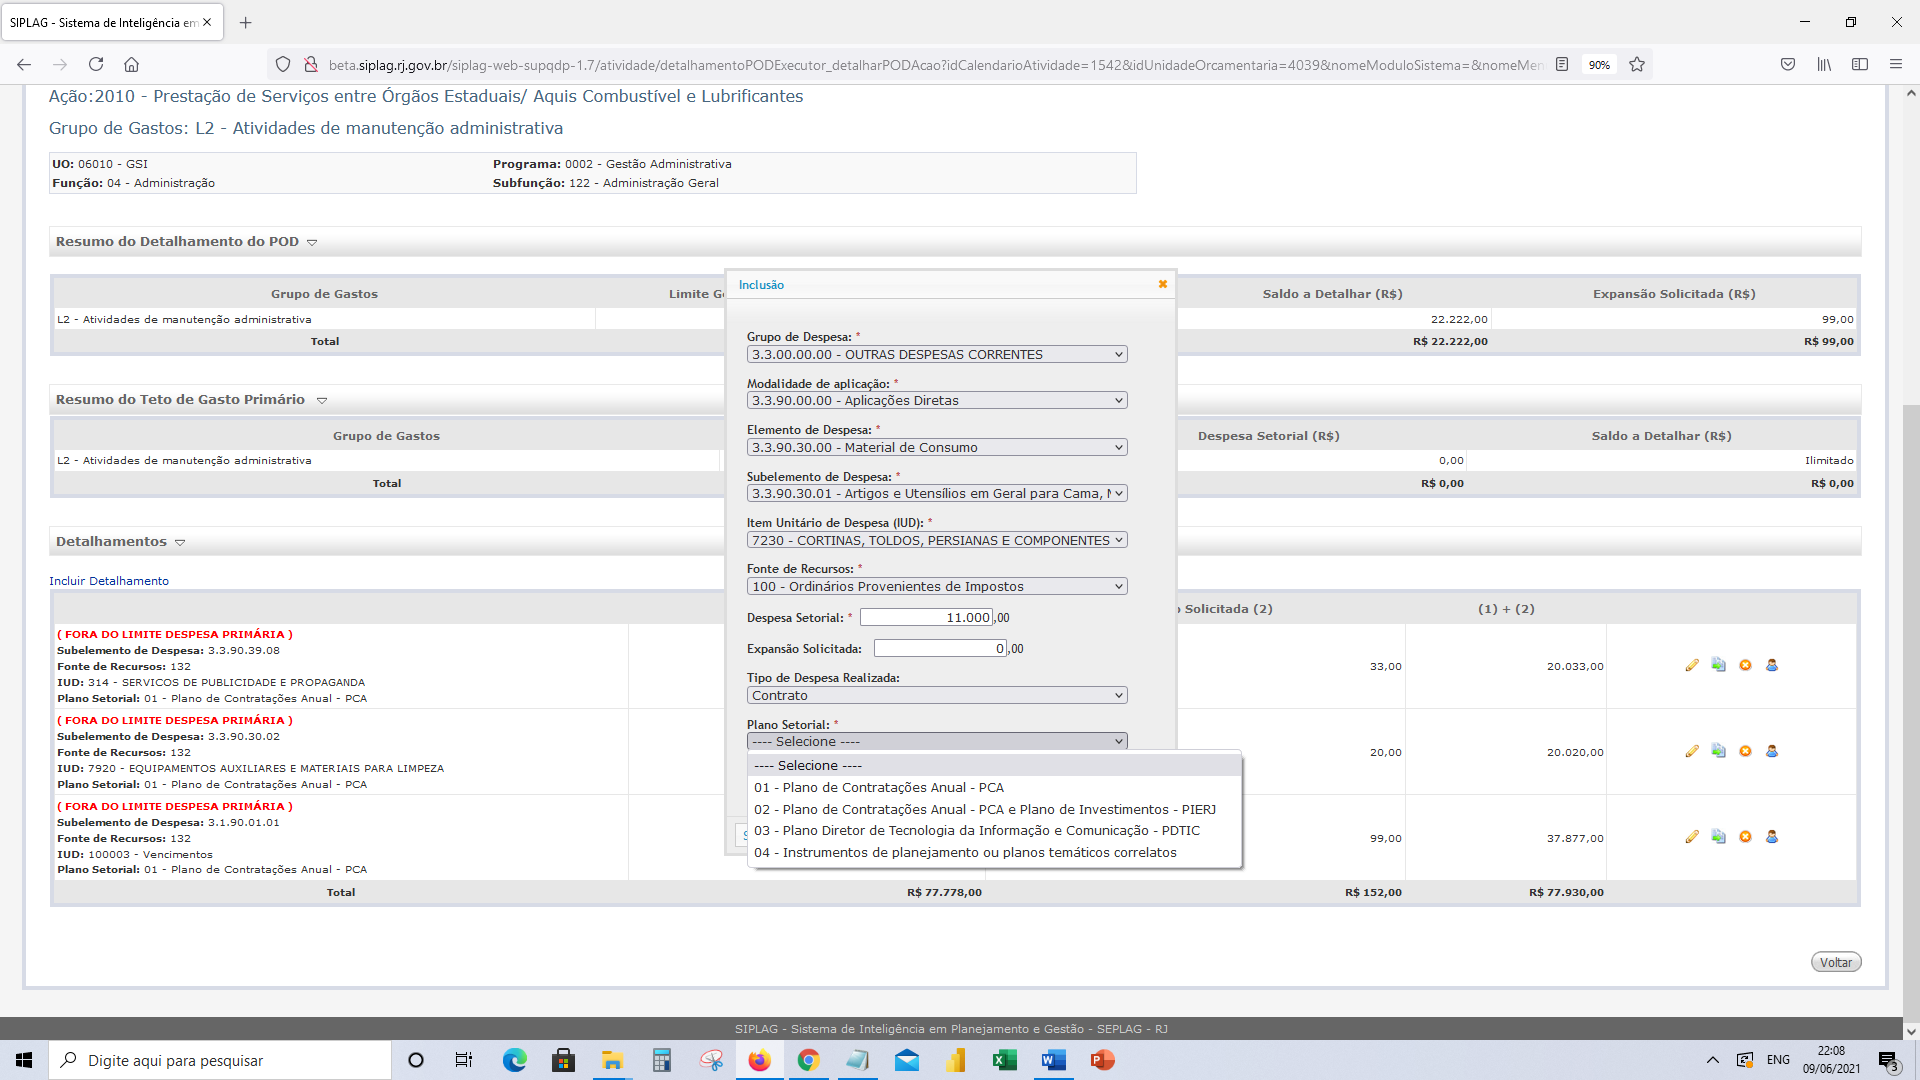 SIPLAG - Sistema de Inteligência em
beta.siplag.rj.gov.br/siplag-web-supqdp-1.7/atividade/detalhamentoPODExecutor_detalharPODAcao?idCalendarioAtividade=1542&idUnidadeOrcamentaria=4039&nomeModuloSistema=&nomeMen
90%
Ação:2010 - Prestação de Serviços entre Órgãos Estaduais/ Aquis Combustível e Lubrificantes
Grupo de Gastos: L2 - Atividades de manutenção administrativa
UO: 06010 - GSI Programa: 0002 - Gestão Administrativa
Função: 04 - Administração Subfunção: 122 - Administração Geral
Resumo do Detalhamento do POD
Grupo de Gastos Limite G Saldo a Detalhar (R$) Expansão Solicitada (R$)
L2 - Atividades de manutenção administrativa 22.222,00 99,00
Total R$ 22.222,00 R$ 99,00
Resumo do Teto de Gasto Primário
Grupo de Gastos Despesa Setorial (R$) Saldo a Detalhar (R$)
L2 - Atividades de manutenção administrativa 0,00 Ilimitado
Total R$ 0,00 R$ 0,00
Detalhamentos
Incluir Detalhamento
Solicitada (2) (1) + (2)
( FORA DO LIMITE DESPESA PRIMÁRIA )
Subelemento de Despesa: 3.3.90.39.08
Fonte de Recursos: 132 33,00 20.033,00
IUD: 314 - SERVICOS DE PUBLICIDADE E PROPAGANDA
Plano Setorial: 01 - Plano de Contratações Anual - PCA
( FORA DO LIMITE DESPESA PRIMÁRIA )
Subelemento de Despesa: 3.3.90.30.02
Fonte de Recursos: 132 20,00 20.020,00
IUD: 7920 - EQUIPAMENTOS AUXILIARES E MATERIAIS PARA LIMPEZA
Plano Setorial: 01 - Plano de Contratações Anual - PCA
( FORA DO LIMITE DESPESA PRIMÁRIA )
Subelemento de Despesa: 3.1.90.01.01
Fonte de Recursos: 132 99,00 37.877,00
IUD: 100003 - Vencimentos
Plano Setorial: 01 - Plano de Contratações Anual - PCA
Total R$ 77.778,00 R$ 152,00 R$ 77.930,00
Inclusão
Grupo de Despesa: *
3.3.00.00.00 - OUTRAS DESPESAS CORRENTES
Modalidade de aplicação: *
3.3.90.00.00 - Aplicações Diretas
Elemento de Despesa: *
3.3.90.30.00 - Material de Consumo
Subelemento de Despesa: *
3.3.90.30.01 - Artigos e Utensílios em Geral para Cama,
Item Unitário de Despesa (IUD): *
7230 - CORTINAS, TOLDOS, PERSIANAS E COMPONENTES
Fonte de Recursos: *
100 - Ordinários Provenientes de Impostos
Despesa Setorial: * 11.000,00
Expansão Solicitada: 0,00
Tipo de Despesa Realizada:
Contrato
Plano Setorial: *
---- Selecione ----
---- Selecione ----
01 - Plano de Contratações Anual - PCA
02 - Plano de Contratações Anual - PCA e Plano de Investimentos - PIERJ
03 - Plano Diretor de Tecnologia da Informação e Comunicação - PDTIC
04 - Instrumentos de planejamento ou planos temáticos correlatos
Voltar
SIPLAG - Sistema de Inteligência em Planejamento e Gestão - SEPLAG - RJ
Digite aqui para pesquisar
ENG
22:08
09/06/2021
3